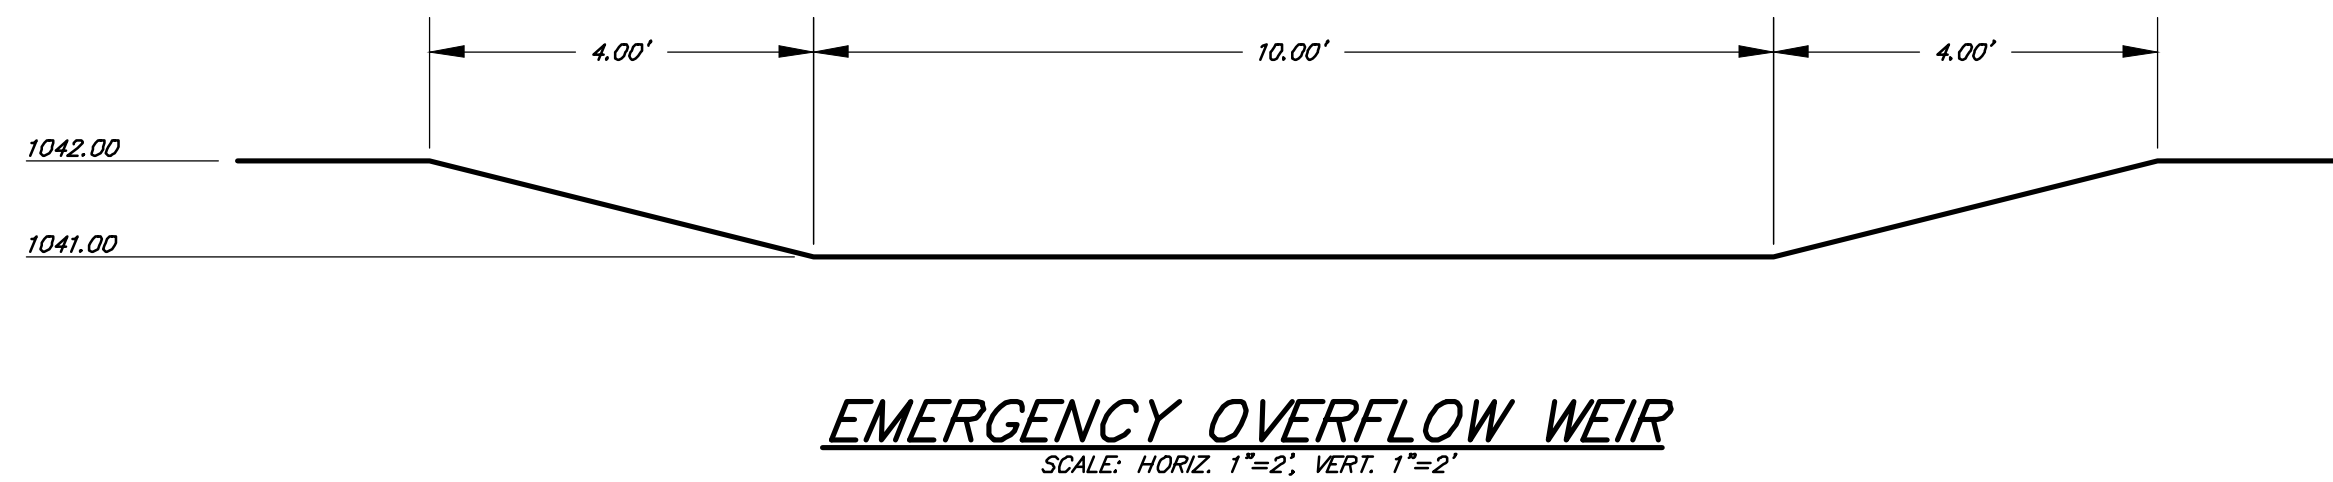 4.00' 10.00' 4.00'
1042.00
1041.00
EMERGENCY OVERFLOW WEIR
SCALE: HORIZ. 1"=2', VERT. 1"=2'